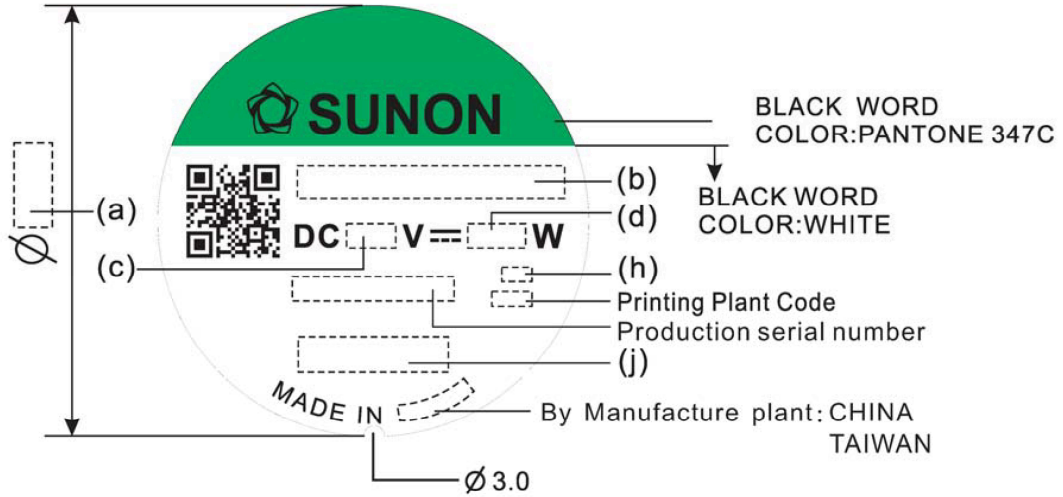 SUNON
BLACK WORD
COLOR:PANTONE 347C
(b)
BLACK WORD
COLOR:WHITE
(a)
Ø
DC V⎓ W
(d)
(c)
(h)
Printing Plant Code
Production serial number
(j)
MADE IN
By Manufacture plant: CHINA
TAIWAN
Ø3.0